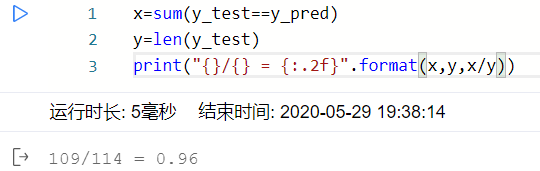 1 x=sum(y_test==y_pred)
2 y=len(y_test)
3 print("{}/{} = {:.2f}".format(x,y,x/y))
运行时长: 5毫秒 结束时间: 2020-05-29 19:38:14
109/114 = 0.96